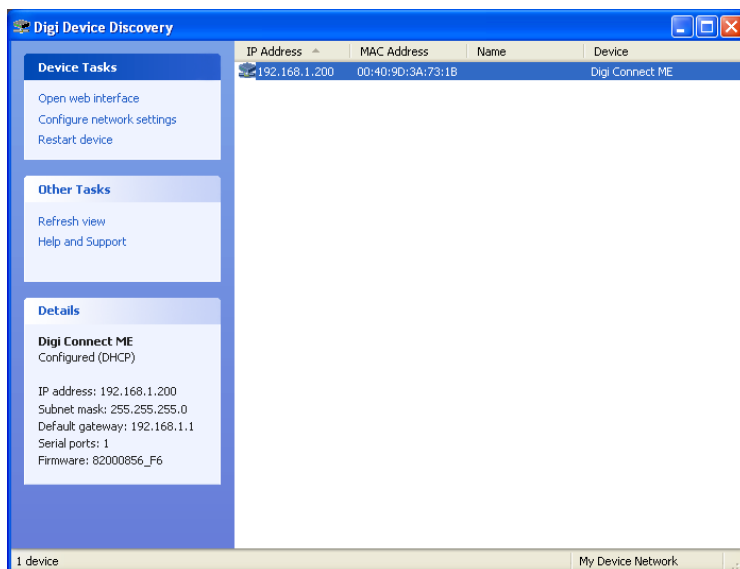 Digi Device Discovery
Device Tasks
Open web interface
Configure network settings
Restart device
Other Tasks
Refresh view
Help and Support
Details
Digi Connect ME
Configured (DHCP)
IP address: 192.168.1.200
Subnet mask: 255.255.255.0
Default gateway: 192.168.1.1
Serial ports: 1
Firmware: 82000856_F6
IP Address MAC Address Name Device
192.168.1.200 00:40:9D:3A:73:1B Digi Connect ME
1 device My Device Network